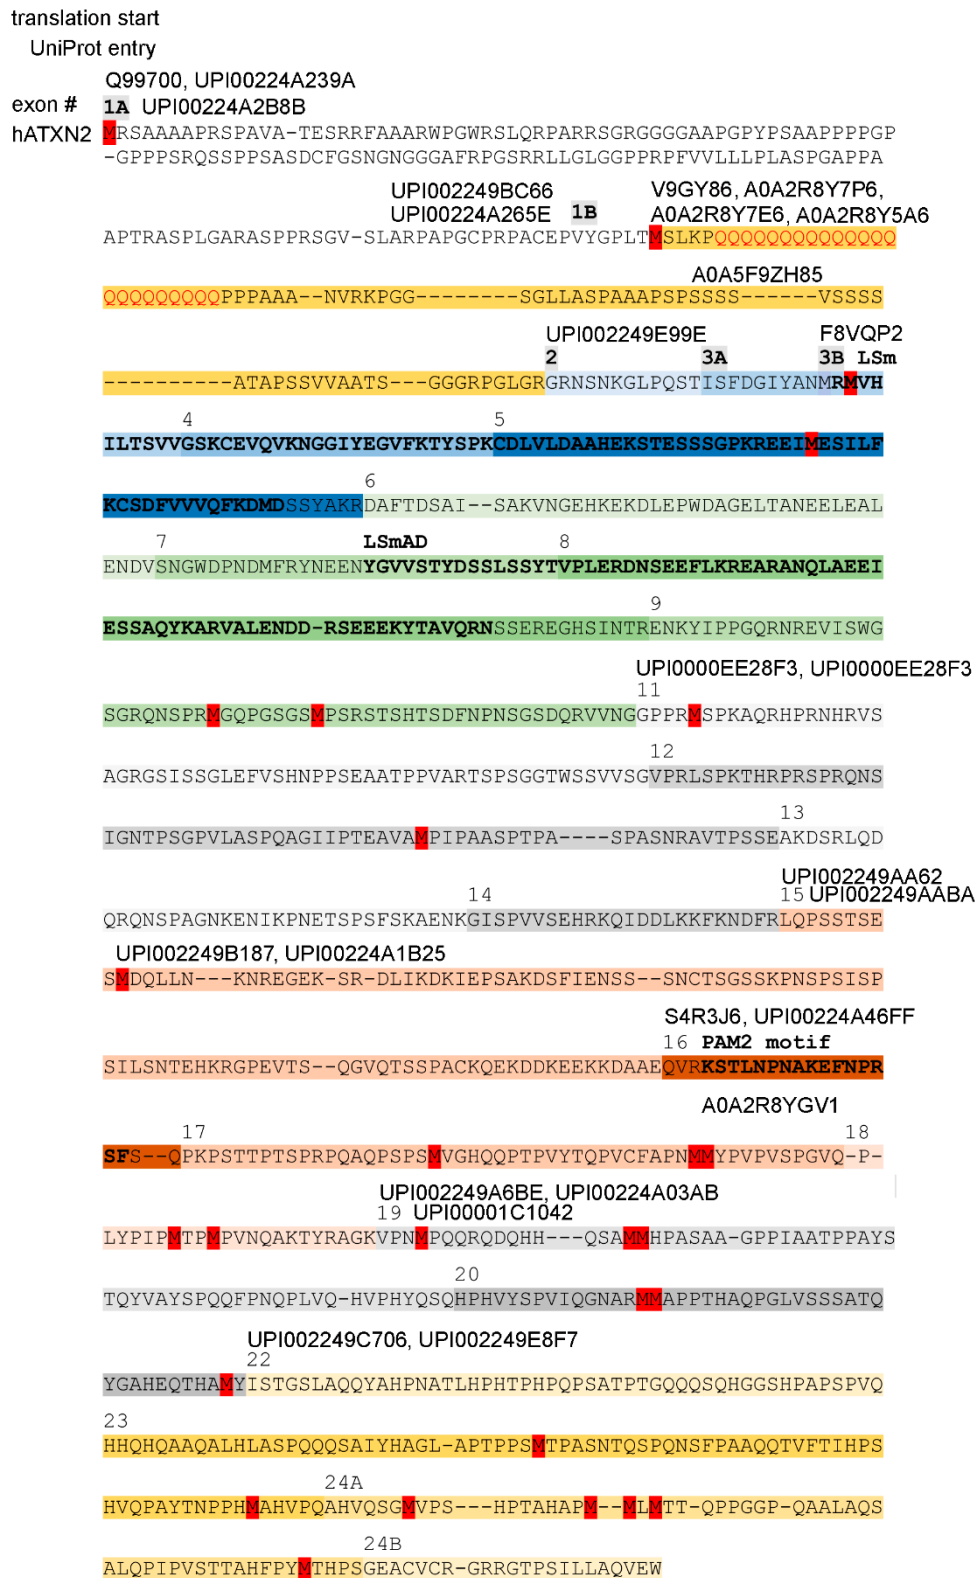 translation start
UniProt entry
Q99700, UPI00224A239A
exon # 1A UPI00224A2B8B
hATXN2 MRSAAAAPRSPAVA-TESRRFAAARWPGWRSLQRPARRSGRGGGGAAPGPYPSAAPPPPGP
-GPPPSRQSSPPSASDCFGSNGNGGGAFRPGSRRLLGLGGPPRPFVVLLLPLASPGAPPA
UPI002249BC66 V9GY86, A0A2R8Y7P6,
UPI00224A265E 1B A0A2R8Y7E6, A0A2R8Y5A6
APTRASPLGARASPPRSGV-SLARPAPGCPRPACEPVYGPLTMSLKPQQQQQQQQQQQQQQ
A0A5F9ZH85
QQQQQQQQQPPPAAA--NVRKPGG--------SGLLASPAAAPSPSSSS------VSSSS
UPI002249E99E F8VQP2
2 3A 3B LSm
----------ATAPSSVVAATS---GGGRPGLGRGRNSNKGLPQSTISFDGIYANMRMVH
4 5
ILTSVVGSKCEVQVKNGGIYEGVFKTYSPKCDLVLDAAHEKSTESSSGPKREEIMESILF
6
KCSDFVVVQFKDMDSSYAKRDAFTDSAI--SAKVNGEHKEKDLEPWDAGELTANEELEAL
7 LSmAD 8
ENDVSNGWDPNDMFRYNEENYGVVSTYDSSLSSYTVPLERDNSEEFLKREARANQLAEEI
9
ESSAQYKARVALENDD-RSEEEKYTAVQRNSSEREGHSINTRENKYIPPGQRNREVISWG
UPI0000EE28F3, UPI0000EE28F3
11
SGRQNSPRMGQPGSGSMPSRSTSHTSDFNPNSGSDQRVVNGGPPRMSPKAQRHPRNHRVS
12
AGRGSISSGLEFVSHNPPSEAATPPVARTSPSGGTWSSVVSGVPRLSPKTHRPRSPRQNS
13
IGNTPSGPVLASPQAGIIPTEAVAMPIPAASPTPA----SPASNRAVTPSSEAKDSRLQD
UPI002249AA62
14 15 UPI002249AABA
QRQNSPAGNKENIKPNETSPSFSKAENKGISPVVSEHRKQIDDLKKFKNDFRLQPSSTSE
UPI002249B187, UPI00224A1B25
SMDQLLN---KNREGEK-SR-DLIKDKIEPSAKDSFIENSS--SNCTSGSSKPNSPSISP
S4R3J6, UPI00224A46FF
16 PAM2 motif
SILSNTEHKRGPEVTS--QGVQTSSPACKQEKDDKEEKKDAAEQVRKSTLNPNAKEFNPR
A0A2R8YGV1
17 18
SFS--QPKPSTTPTSPRPQAQPSPSMVGHQQPTPVYTQPVCFAPNMMYPVPVSPGVQ-P-
UPI002249A6BE, UPI00224A03AB
19 UPI00001C1042
LYPIPMTPMPVNQAKTYRAGKVPNMPQQRQDQHH---QSAMMHPASAA-GPPIAATPPAYS
20
TQYVAYSPQQFPNQPLVQ-HVPHYQSQHPHVYSPVIQGNARMMAPPTHAQPGLVSSSATQ
UPI002249C706, UPI002249E8F7
22
YGAHEQTHAMYISTGSLAQQYAHPNATLHPHTPHPQPSATPTGQQQSQHGGSHPAPSPVQ
23
HHQHQAAQALHLASPQQQSAIYHAGL-APTPPSMTPASNTQSPQNSFPAAQQTVFTIHPS
24A
HVQPAYTNPPHMAHVPQAHVQSGMVPS---HPTAHAPM--MLMTT-QPPGGP-QAALAQS
24B
ALQPIPVSTTAHFPYMTHPSGEACVCR-GRRGTPSILLAQVEW